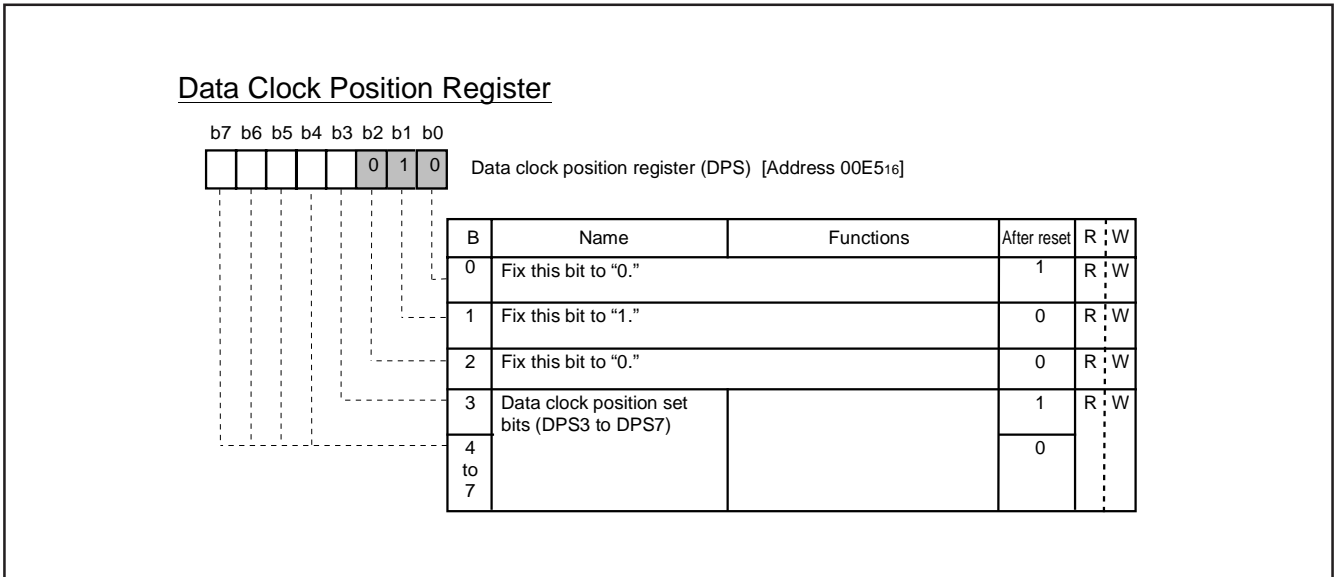 Data Clock Position Register
b7 b6 b5 b4 b3 b2 b1 b0
0 1 0
Data clock position register (DPS) [Address 00E516]
B Name Functions After reset R W
0 Fix this bit to “0.” 1 R W
1 Fix this bit to “1.” 0 R W
2 Fix this bit to “0.” 0 R W
3 Data clock position set 1 R W
bits (DPS3 to DPS7)
4 0
to
7